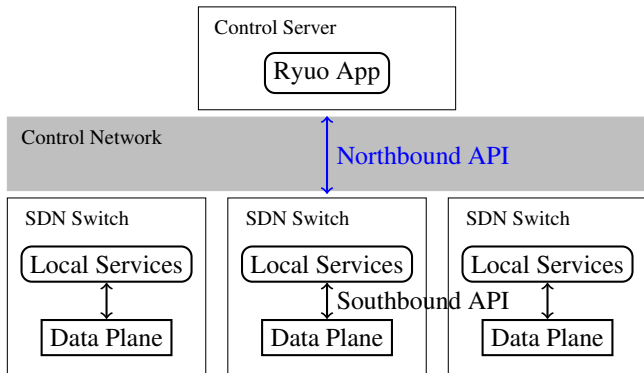 Control Server
Ryuo App
Control Network
Northbound API
SDN Switch
SDN Switch
SDN Switch
Local Services
Local Services
Local Services
Southbound API
Data Plane
Data Plane
Data Plane